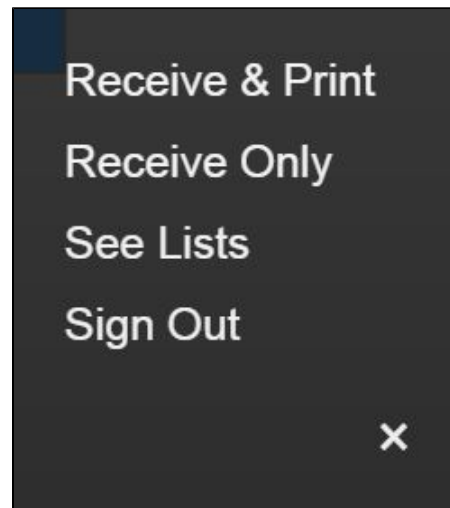 Receive & Print
Receive Only
See Lists
Sign Out
×